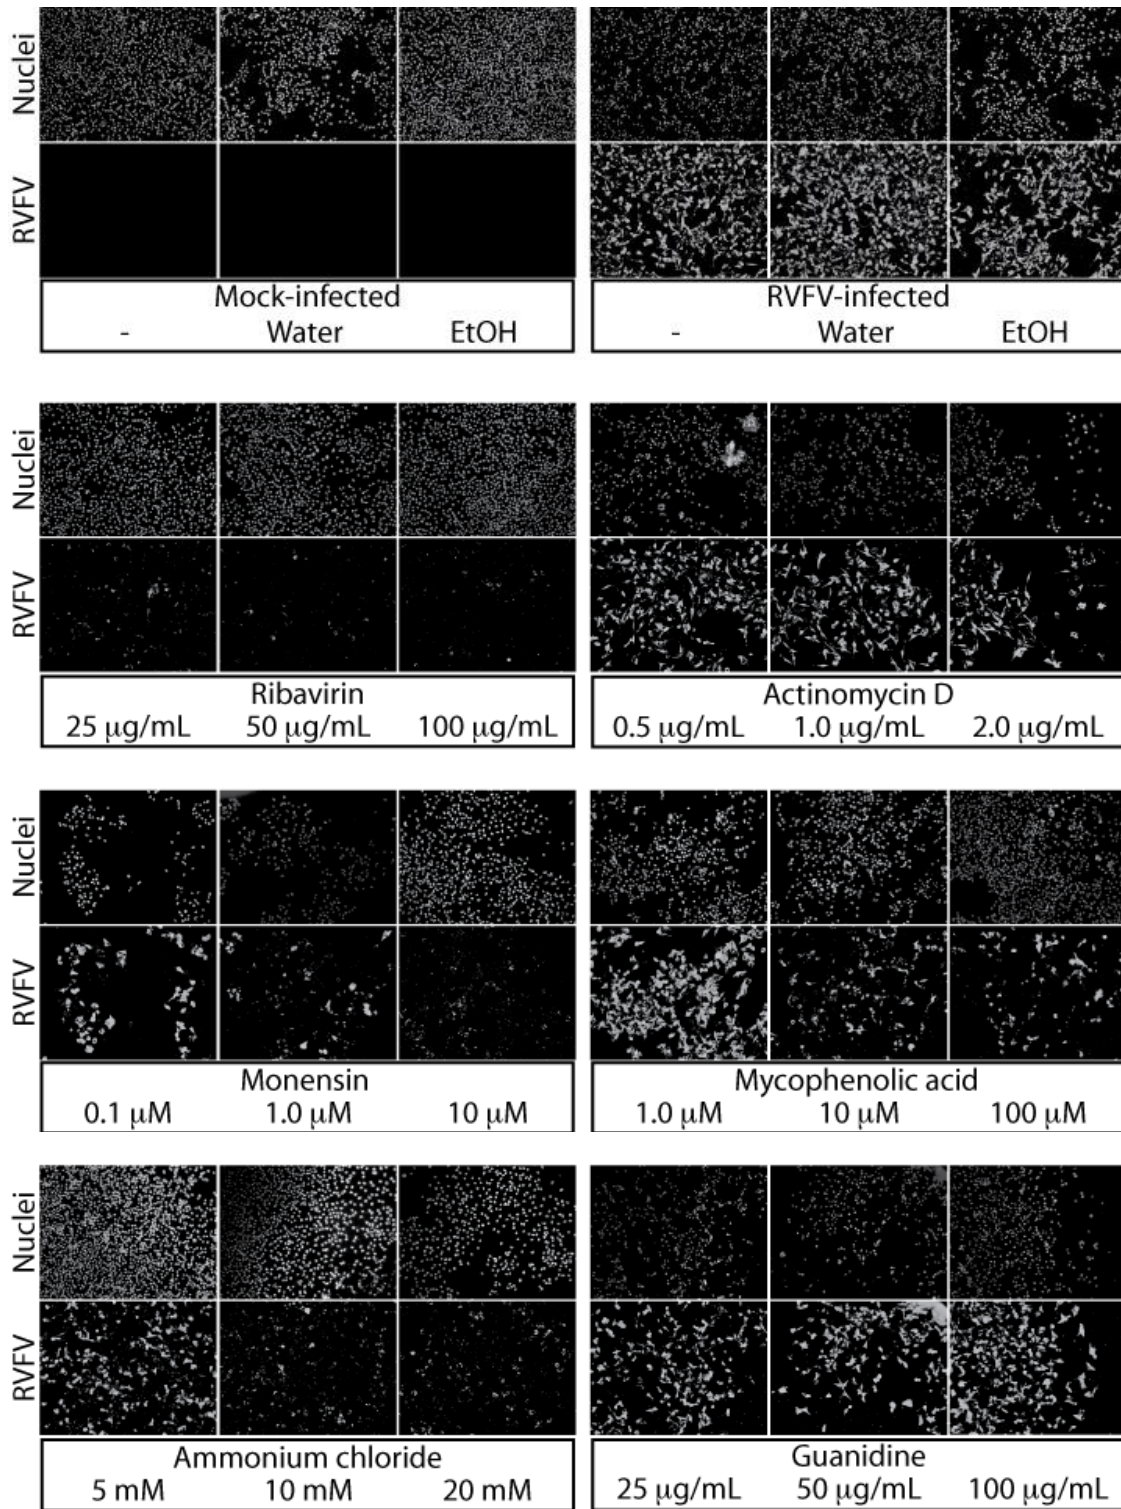 Nuclei
RVFV
Mock-infected
- Water EtOH
RVFV-infected
- Water EtOH
Nuclei
RVFV
Ribavirin
25 μg/mL 50 μg/mL 100 μg/mL
Nuclei
RVFV
Actinomycin D
0.5 μg/mL 1.0 μg/mL 2.0 μg/mL
Nuclei
RVFV
Monensin
0.1 μM 1.0 μM 10 μM
Nuclei
RVFV
Mycophenolic acid
1.0 μM 10 μM 100 μM
Nuclei
RVFV
Ammonium chloride
5 mM 10 mM 20 mM
Nuclei
RVFV
Guanidine
25 μg/mL 50 μg/mL 100 μg/mL